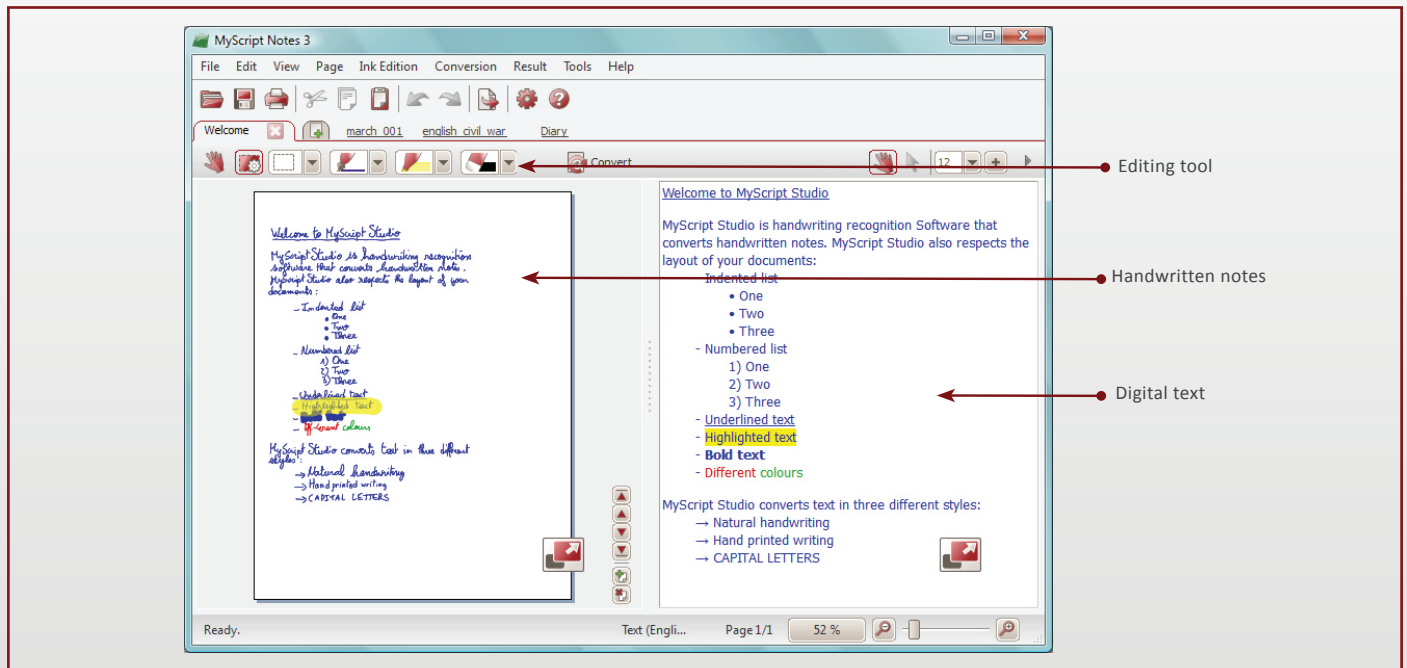 MyScript Notes 3
File Edit View Page Ink Edition Conversion Result Tools Help
Welcome march_001 english_civil_war Diary
Convert 12
Editing tool
Welcome to MyScript Studio
MyScript Studio is handwriting recognition
software that converts handwritten notes.
MyScript Studio also respects the layout of your
documents:
- Indented list
• One
• Two
• Three
- Numbered list
1) One
2) Two
3) Three
- Underlined text
- Highlighted text
- Different colours
MyScript Studio converts text in three different
styles:
→ Natural handwriting
→ Hand printed writing
→ CAPITAL LETTERS
Handwritten notes
Welcome to MyScript Studio
MyScript Studio is handwriting recognition Software that
converts handwritten notes. MyScript Studio also respects the
layout of your documents:
- Indented list
• One
• Two
• Three
- Numbered list
1) One
2) Two
3) Three
- Underlined text
- Highlighted text
- Bold text
- Different colours
MyScript Studio converts text in three different styles:
→ Natural handwriting
→ Hand printed writing
→ CAPITAL LETTERS
Digital text
Ready. Text (Engli... Page 1/1 52 %